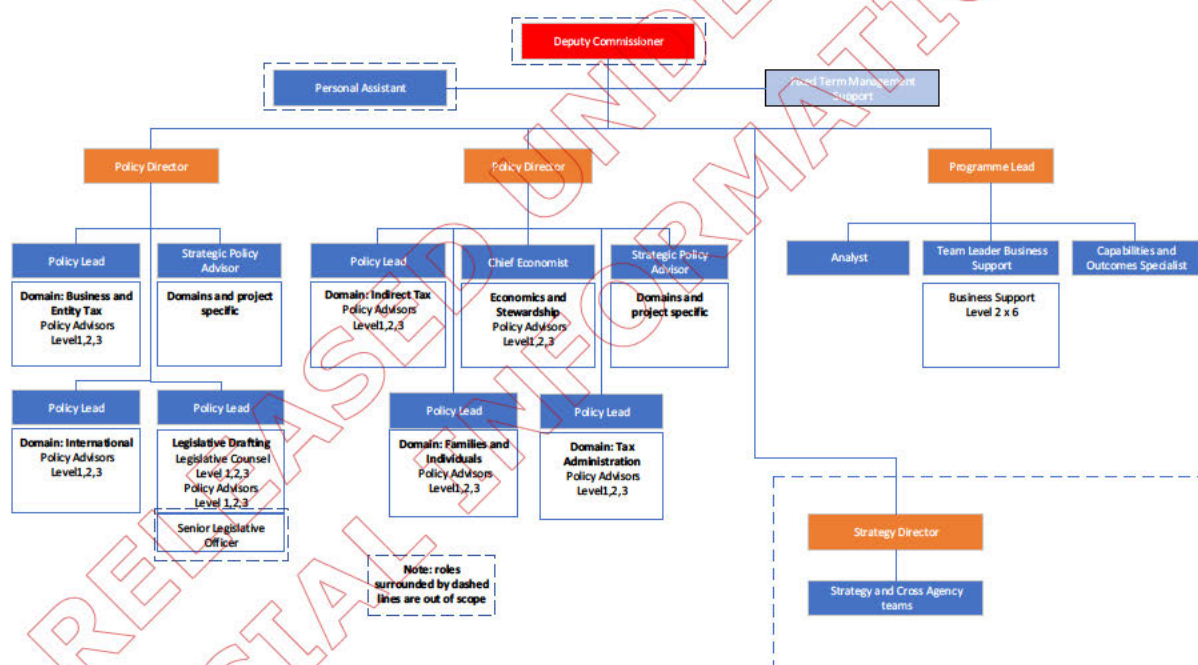 Deputy Commissioner
Personal Assistant
Fixed Term Management
Support
Policy Director
Policy Director
Programme Lead
Policy Lead
Domain: Business and
Entity Tax
Policy Advisors
Level1,2,3
Strategic Policy
Advisor
Domains and project
specific
Policy Lead
Domain: Indirect Tax
Policy Advisors
Level1,2,3
Chief Economist
Economics and
Stewardship
Policy Advisors
Level1,2,3
Strategic Policy
Advisor
Domains and
project specific
Analyst
Team Leader Business
Support
Business Support
Level 2 x 6
Capabilities and
Outcomes Specialist
Policy Lead
Domain: International
Policy Advisors
Level1,2,3
Policy Lead
Legislative Drafting
Legislative Counsel
Level 1,2,3
Policy Advisors
Level 1,2,3
Senior Legislative
Officer
Policy Lead
Domain: Families and
Individuals
Policy Advisors
Level1,2,3
Policy Lead
Domain: Tax
Administration
Policy Advisors
Level1,2,3
Strategy Director
Strategy and Cross Agency
teams
Note: roles
surrounded by dashed
lines are out of scope
RELEASED
INFORMATION